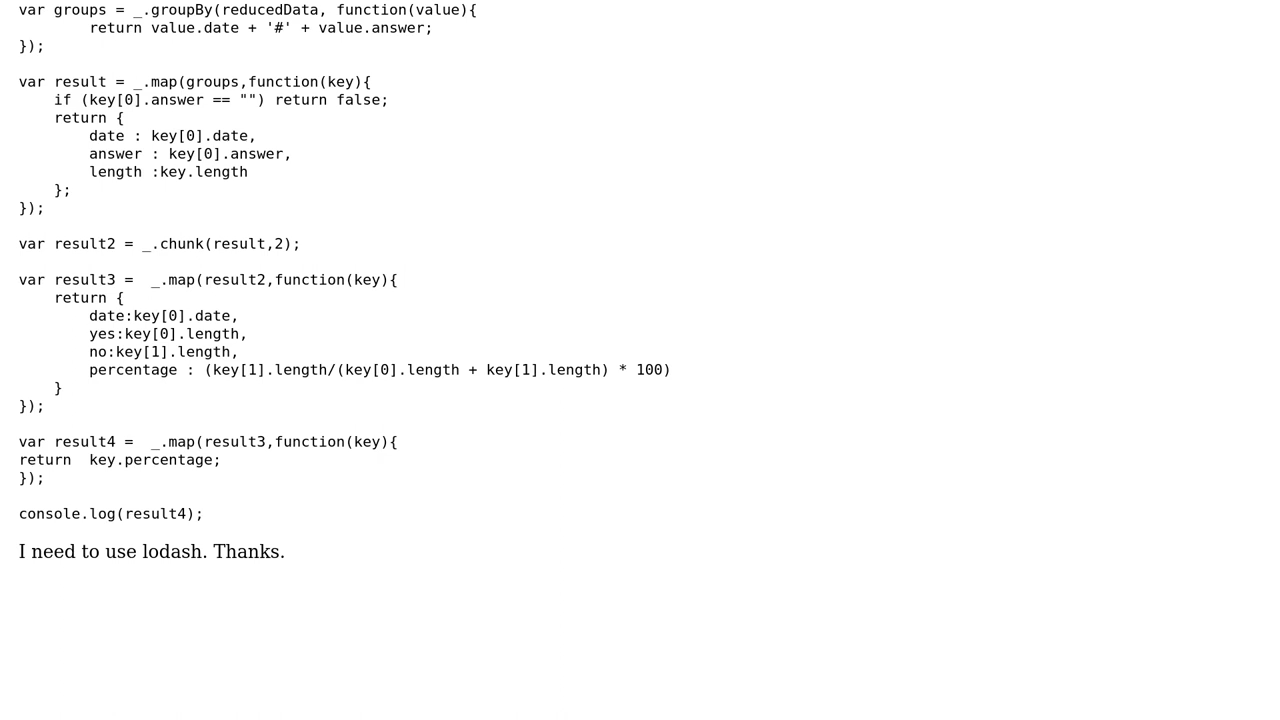 var groups = _.groupBy(reducedData, function(value){
        return value.date + '#' + value.answer;
});

var result = _.map(groups,function(key){
    if (key[0].answer == "") return false;
    return {
        date : key[0].date,
        answer : key[0].answer,
        length :key.length
    };
});

var result2 = _.chunk(result,2);

var result3 =  _.map(result2,function(key){
    return {
        date:key[0].date,
        yes:key[0].length,
        no:key[1].length,
        percentage : (key[1].length/(key[0].length + key[1].length) * 100)
    }
});

var result4 =  _.map(result3,function(key){
return  key.percentage;
});

console.log(result4);

I need to use lodash. Thanks.